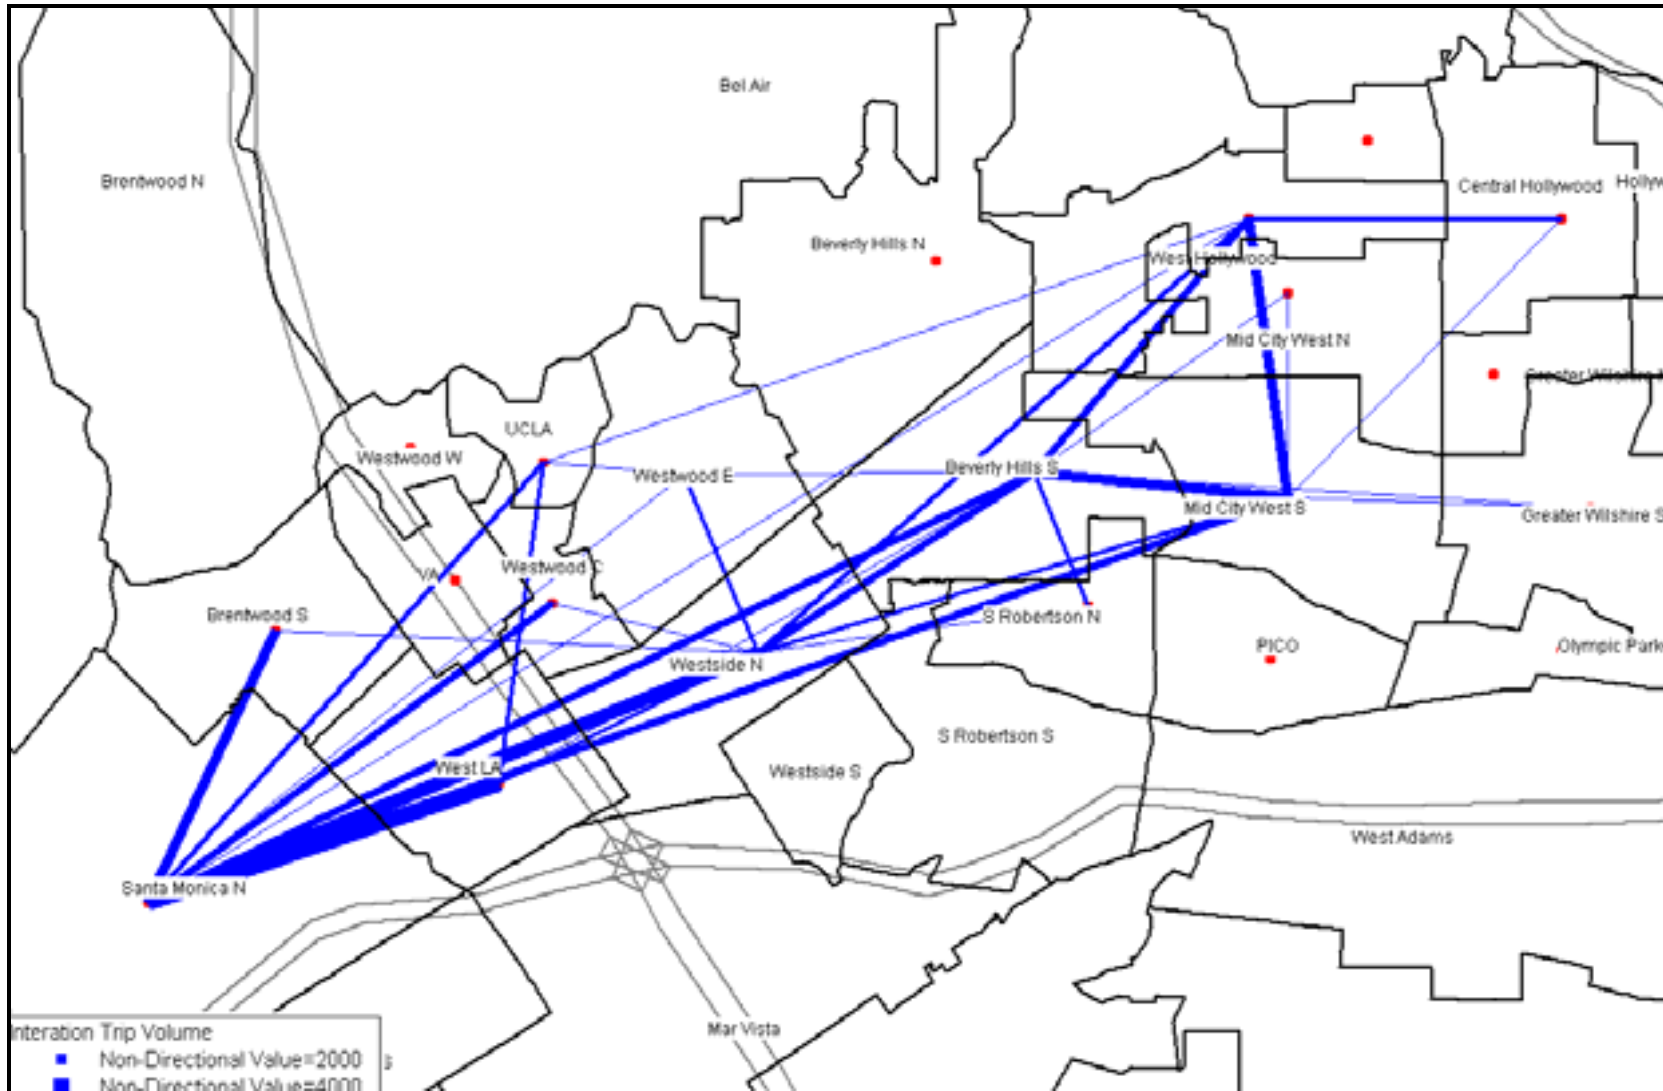 Bel Air
Brentwood N
Central Hollywood
Beverly Hills N
West Hollywood
Mid City West N
UCLA
Westwood W
Westwood E
Beverly Hills S
Mid City West S
Greater Wilshire S
VA
Westwood C
Brentwood S
S Robertson N
PICO
Olympic Park
Westside N
S Robertson S
West LA
Westside S
West Adams
Santa Monica N
Mar Vista
Interation Trip Volume
Non-Directional Value=2000
Non-Directional Value=4000